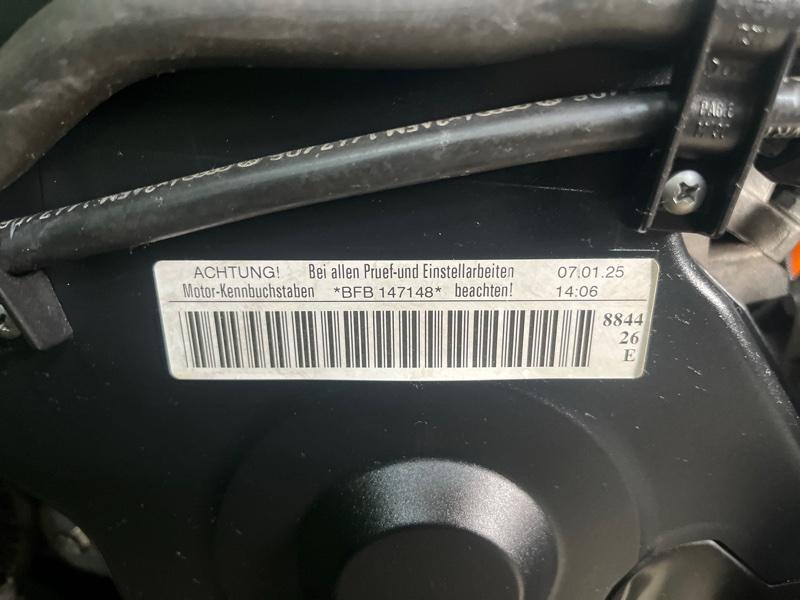 ACHTUNG! Bei allen Pruef-und Einstellarbeiten 07.01.25
Motor-Kennbuchstaben *BFB 147148* beachten! 14:06
8844
26
E